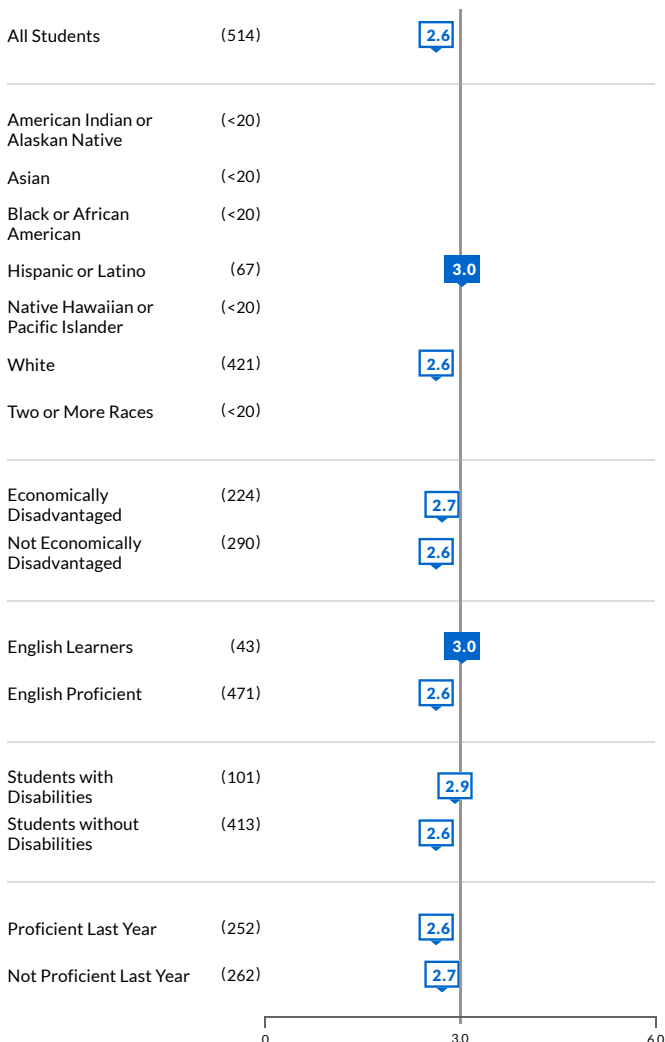 All Students (514) 2.6
American Indian or (<20)
Alaskan Native
Asian (<20)
Black or African (<20)
American
Hispanic or Latino (67) 3.0
Native Hawaiian or (<20)
Pacific Islander
White (421) 2.6
Two or More Races (<20)
Economically (224) 2.7
Disadvantaged
Not Economically (290) 2.6
Disadvantaged
English Learners (43) 3.0
English Proficient (471) 2.6
Students with (101) 2.9
Disabilities
Students without (413) 2.6
Disabilities
Proficient Last Year (252) 2.6
Not Proficient Last Year (262) 2.7
0 3.0 6.0